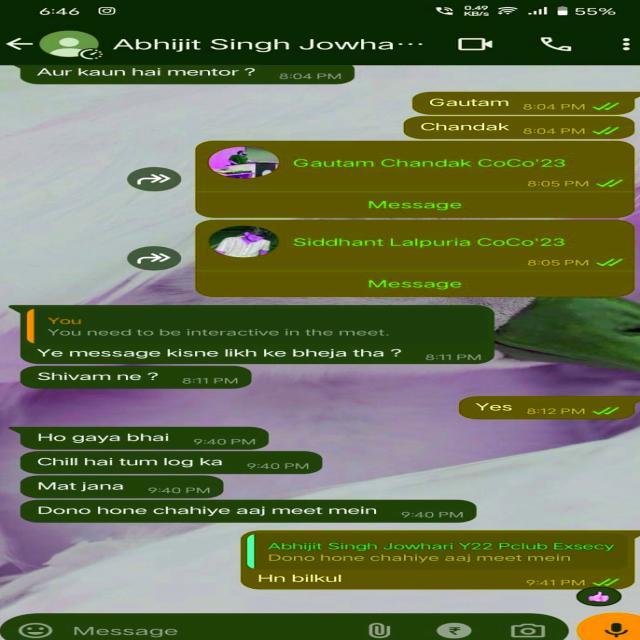 6:46
0.49 KB/s
55%
Abhijit Singh Jowha...
Aur kaun hai mentor ? 8:04 PM
Gautam 8:04 PM
Chandak 8:04 PM
Gautam Chandak CoCo'23
8:05 PM
Message
Siddhant Lalpuria CoCo'23
8:05 PM
Message
You
You need to be interactive in the meet.
Ye message kisne likh ke bheja tha ? 8:11 PM
Shivam ne ? 8:11 PM
Yes 8:12 PM
Ho gaya bhai 9:40 PM
Chill hai tum log ka 9:40 PM
Mat jana 9:40 PM
Dono hone chahiye aaj meet mein 9:40 PM
Abhijit Singh Jowhari Y22 Pclub Exsecy
Dono hone chahiye aaj meet mein
Hn bilkul 9:41 PM
Message